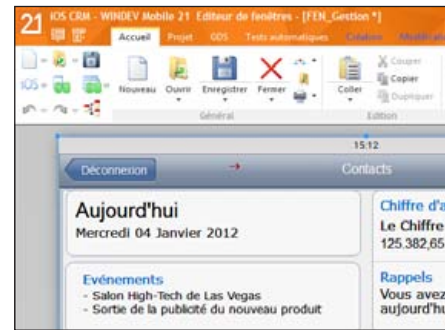 21 iOS CRM - WINDEV Mobile 21 Editeur de fenêtres - [FEN_Gestion *]
Accueil Projet GDS Tests automatiques Création Modification
iOS
Nouveau Ouvrir Enregistrer Fermer
Général
Coller
Couper
Copier
Dupliquer
Edition
15:12
Déconnexion
Contacts
Aujourd'hui
Mercredi 04 Janvier 2012
Evénements
- Salon High-Tech de Las Vegas
- Sortie de la publicité du nouveau produit
Chiffre d'a
Le Chiffre
125.382,65
Rappels
Vous avez
aujourd'hu